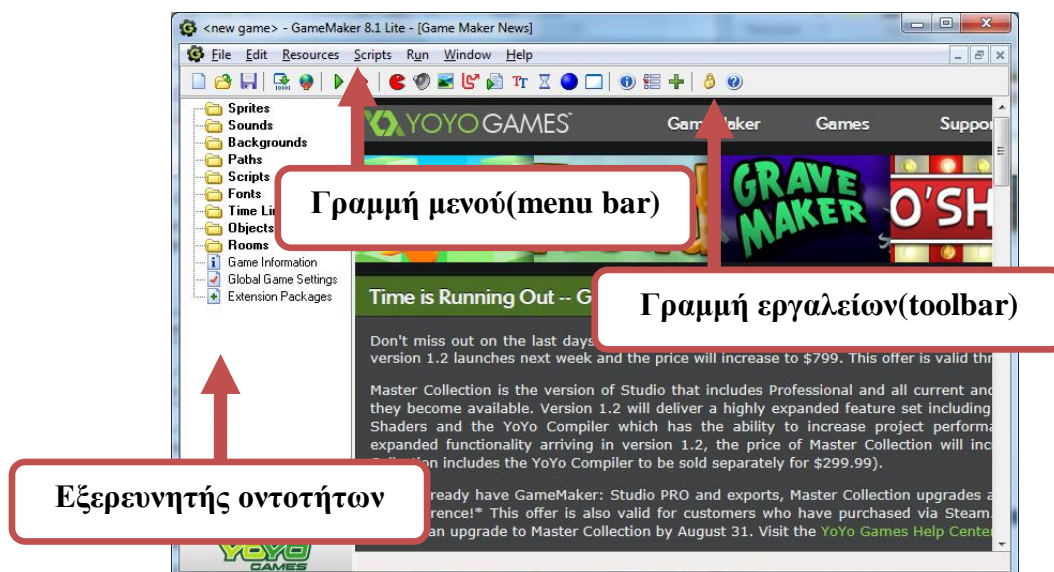 <new game> - GameMaker 8.1 Lite - [Game Maker News]
File Edit Resources Scripts Run Window Help
Sprites
Sounds
Backgrounds
Paths
Scripts
Fonts
Time Li
Objects
Rooms
Game Information
Global Game Settings
Extension Packages
YOYOGAMES
Games
Suppor
GRAVE
MAKER
O'SH
Γραμμή μενού(menu bar)
Γραμμή εργαλείων(toolbar)
Time is Running Out -- G
Don't miss out on the last days
version 1.2 launches next week and the price will increase to $799. This offer is valid thr
Master Collection is the version of Studio that includes Professional and all current and
they become available. Version 1.2 will deliver a highly expanded feature set including
Shaders and the YoYo Compiler which has the ability to increase project performa
expanded functionality arriving in version 1.2, the price of Master Collection will inc
includes the YoYo Compiler to be sold separately for $299.99).
Εξερευνητής οντοτήτων
ready have GameMaker: Studio PRO and exports, Master Collection upgrades a
rence!* This offer is also valid for customers who have purchased via Steam.
an upgrade to Master Collection by August 31. Visit the YoYo Games Help Center
YOYO
GAMES